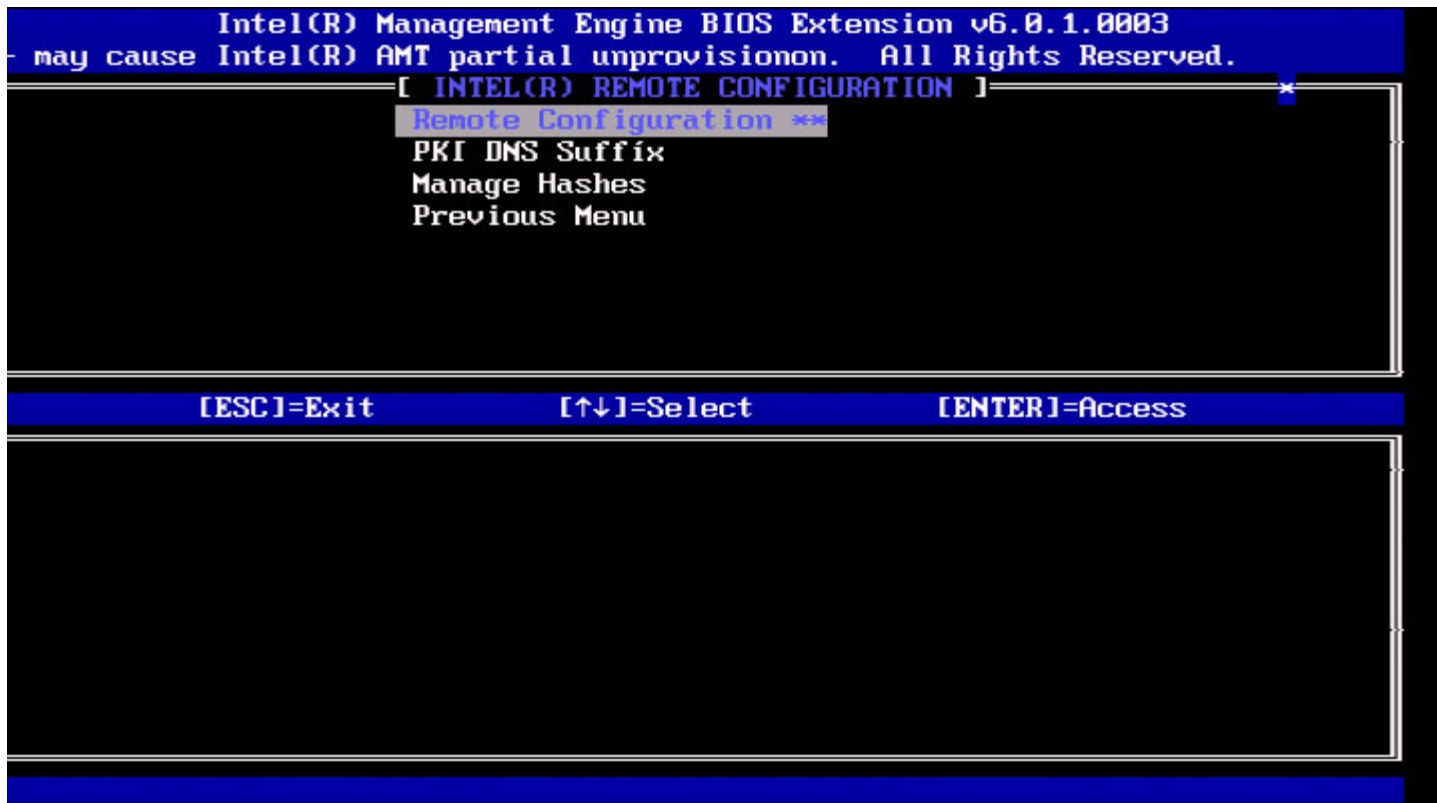 Intel(R) Management Engine BIOS Extension v6.0.1.0003
- may cause Intel(R) AMT partial unprovisionon. All Rights Reserved.
[ INTEL(R) REMOTE CONFIGURATION ] *
Remote Configuration **
PKI DNS Suffix
Manage Hashes
Previous Menu
[ESC]=Exit [↑↓]=Select [ENTER]=Access